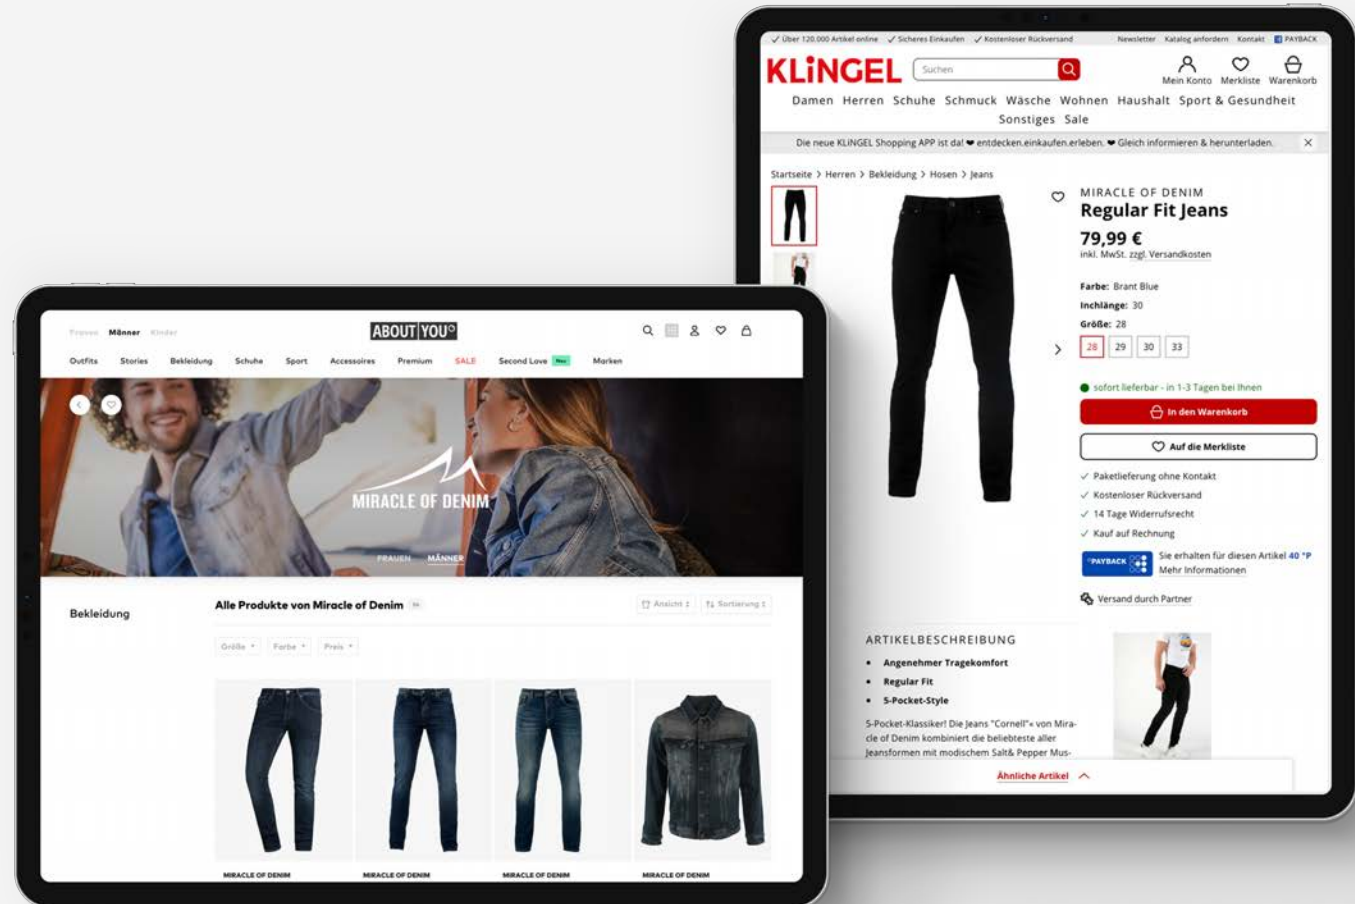 Über 120.000 Artikel online Sicheres Einkaufen Kostenloser Rückversand
Newsletter Katalog anfordern Kontakt PAYBACK
KLiNGEL
Suchen
Mein Konto Merkliste Warenkorb
Damen Herren Schuhe Schmuck Wäsche Wohnen Haushalt Sport & Gesundheit
Sonstiges Sale
Die neue KLiNGEL Shopping APP ist da! ❤ entdecken.einkaufen.erleben. ❤ Gleich informieren & herunterladen. X
Startseite > Herren > Bekleidung > Hosen > Jeans
MIRACLE OF DENIM
Regular Fit Jeans
79,99 €
inkl. MwSt. zzgl. Versandkosten
Farbe: Brant Blue
Inchlänge: 30
Größe: 28
28 29 30 33
sofort lieferbar - in 1-3 Tagen bei Ihnen
In den Warenkorb
Auf die Merkliste
Paketlieferung ohne Kontakt
Kostenloser Rückversand
14 Tage Widerrufsrecht
Kauf auf Rechnung
°PAYBACK
Sie erhalten für diesen Artikel 40 °P
Mehr Informationen
Versand durch Partner
ARTIKELBESCHREIBUNG
• Angenehmer Tragekomfort
• Regular Fit
• 5-Pocket-Style
5-Pocket-Klassiker! Die Jeans "Cornell"« von Mira-
cle of Denim kombiniert die beliebteste aller
Jeansformen mit modischem Salt& Pepper Mus-
Ähnliche Artikel
Frauen Männer Kinder
ABOUT YOU°
Outfits Stories Bekleidung Schuhe Sport Accessoires Premium SALE Second Love Neu Marken
MIRACLE OF DENIM
FRAUEN MÄNNER
Bekleidung
Alle Produkte von Miracle of Denim
Ansicht Sortierung
Größe Farbe Preis
MIRACLE OF DENIM MIRACLE OF DENIM MIRACLE OF DENIM MIRACLE OF DENIM